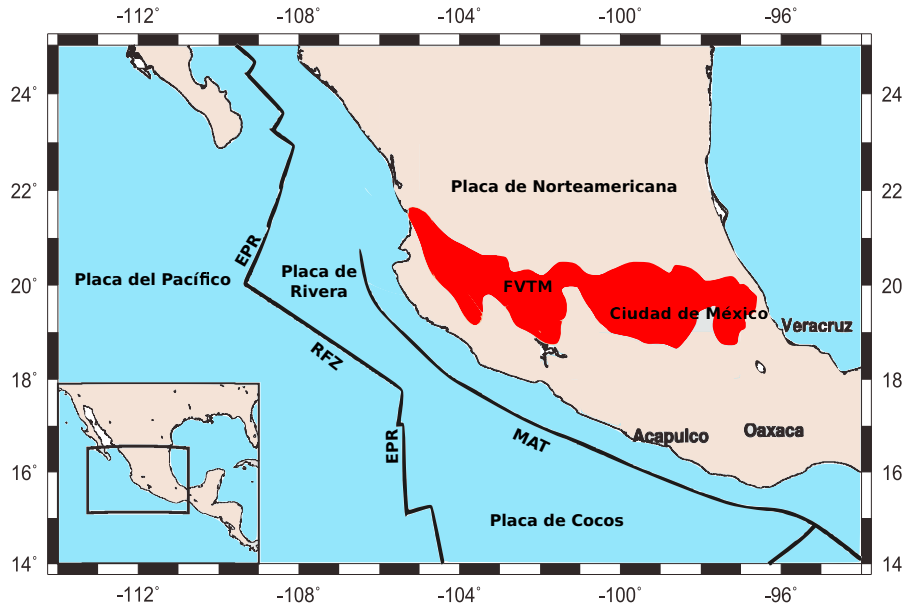 -112° -108° -104° -100° -96°
24° 24
22° 22
Placa de Norteamericana
EPR
Placa del Pacífico
Placa de
Rivera
20° 20
FVTM
Ciudad de México
Veracruz
RFZ
18° 18
Acapulco
Oaxaca
EPR
MAT
16° 16
Placa de Cocos
14° 14
-112° -108° -104° -100° -96°